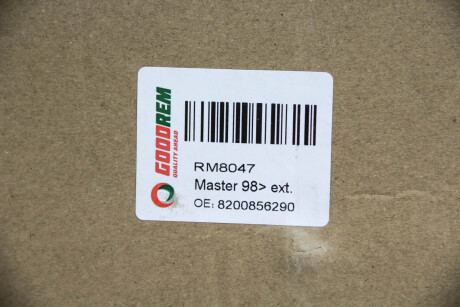 GOODREM
QUALITY AHEAD
RM8047
Master 98> ext.
OE: 8200856290